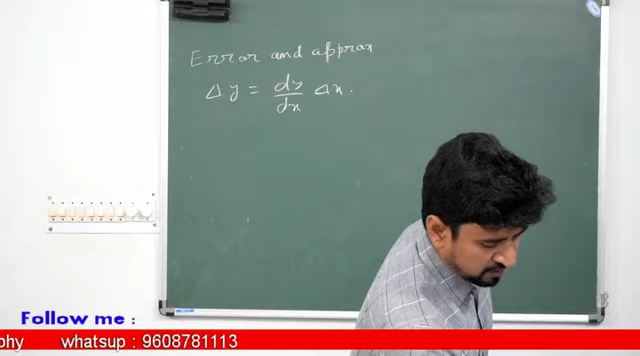 Error and approx.
Δy = dy/dx Δx.
Follow me :
phy whatsup : 9608781113